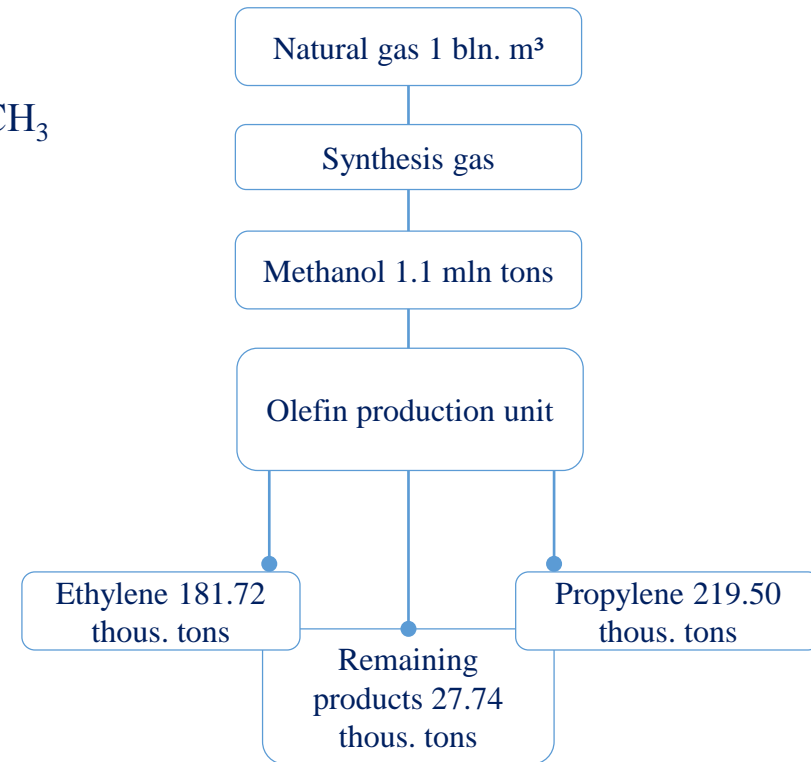 Natural gas 1 bln. m³
CH₃
Synthesis gas
Methanol 1.1 mln tons
Olefin production unit
Ethylene 181.72
thous. tons
Propylene 219.50
thous. tons
Remaining
products 27.74
thous. tons